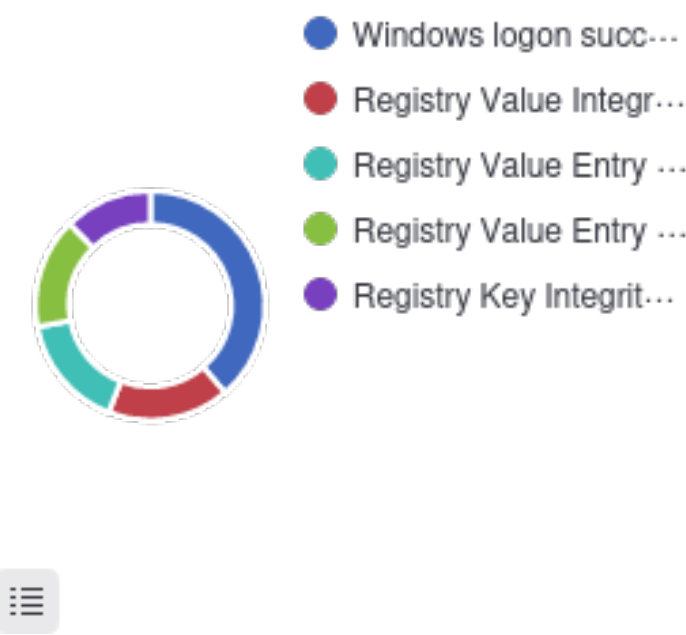 Windows logon succ...
Registry Value Integr...
Registry Value Entry ...
Registry Value Entry ...
Registry Key Integrit...